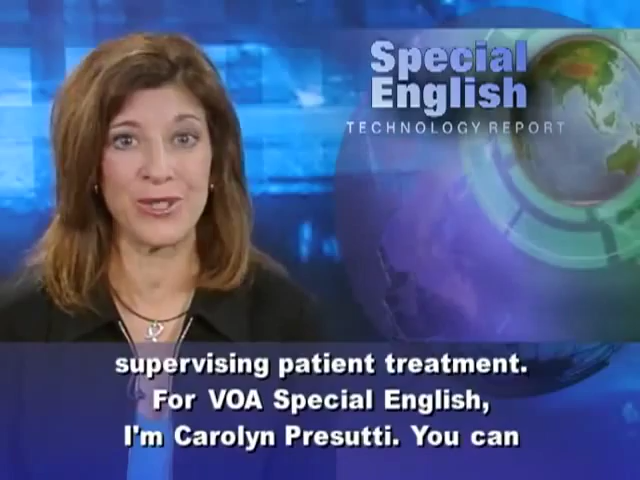 Special
English
TECHNOLOGY REPORT
supervising patient treatment.
For VOA Special English,
I'm Carolyn Presutti. You can